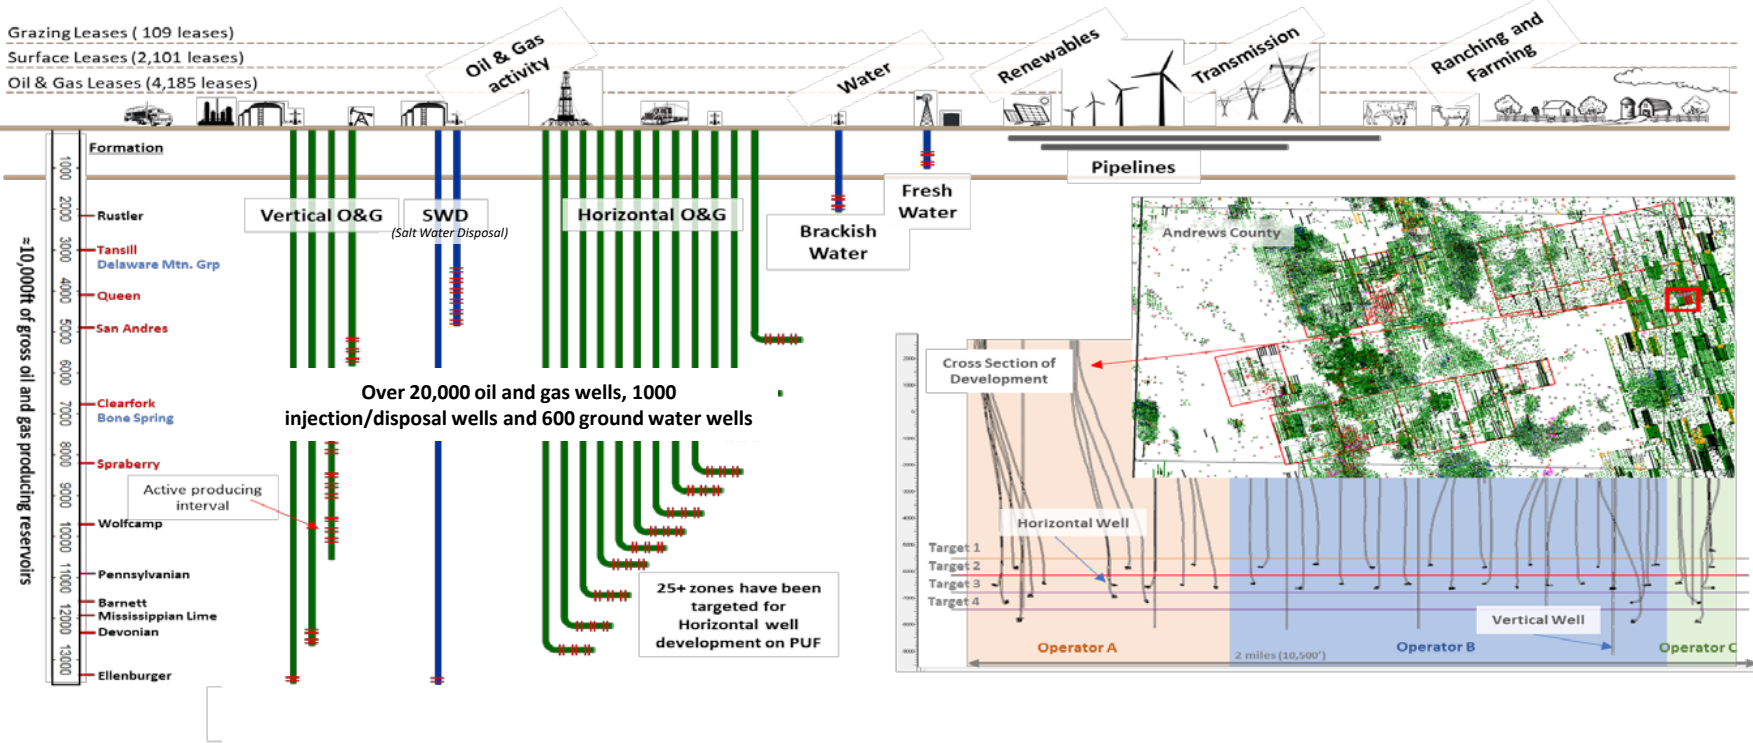 Grazing Leases ( 109 leases)
Surface Leases (2,101 leases)
Oil & Gas Leases (4,185 leases)
Oil & Gas
activity
Water
Renewables
Transmission
Ranching and
Farming
Formation
1000
2000
3000
4000
5000
6000
7000
8000
9000
10000
11000
12000
13000
≈10,000ft of gross oil and gas producing reservoirs
Rustler
Tansill
Delaware Mtn. Grp
Queen
San Andres
Clearfork
Bone Spring
Spraberry
Wolfcamp
Pennsylvanian
Barnett
Mississippian Lime
Devonian
Ellenburger
Vertical O&G
SWD
(Salt Water Disposal)
Horizontal O&G
Brackish
Water
Fresh
Water
Pipelines
Over 20,000 oil and gas wells, 1000
injection/disposal wells and 600 ground water wells
Active producing
interval
25+ zones have been
targeted for
Horizontal well
development on PUF
Andrews County
Cross Section of
Development
Horizontal Well
Target 1
Target 2
Target 3
Target 4
Vertical Well
Operator A
Operator B
Operator C
2 miles (10,500')